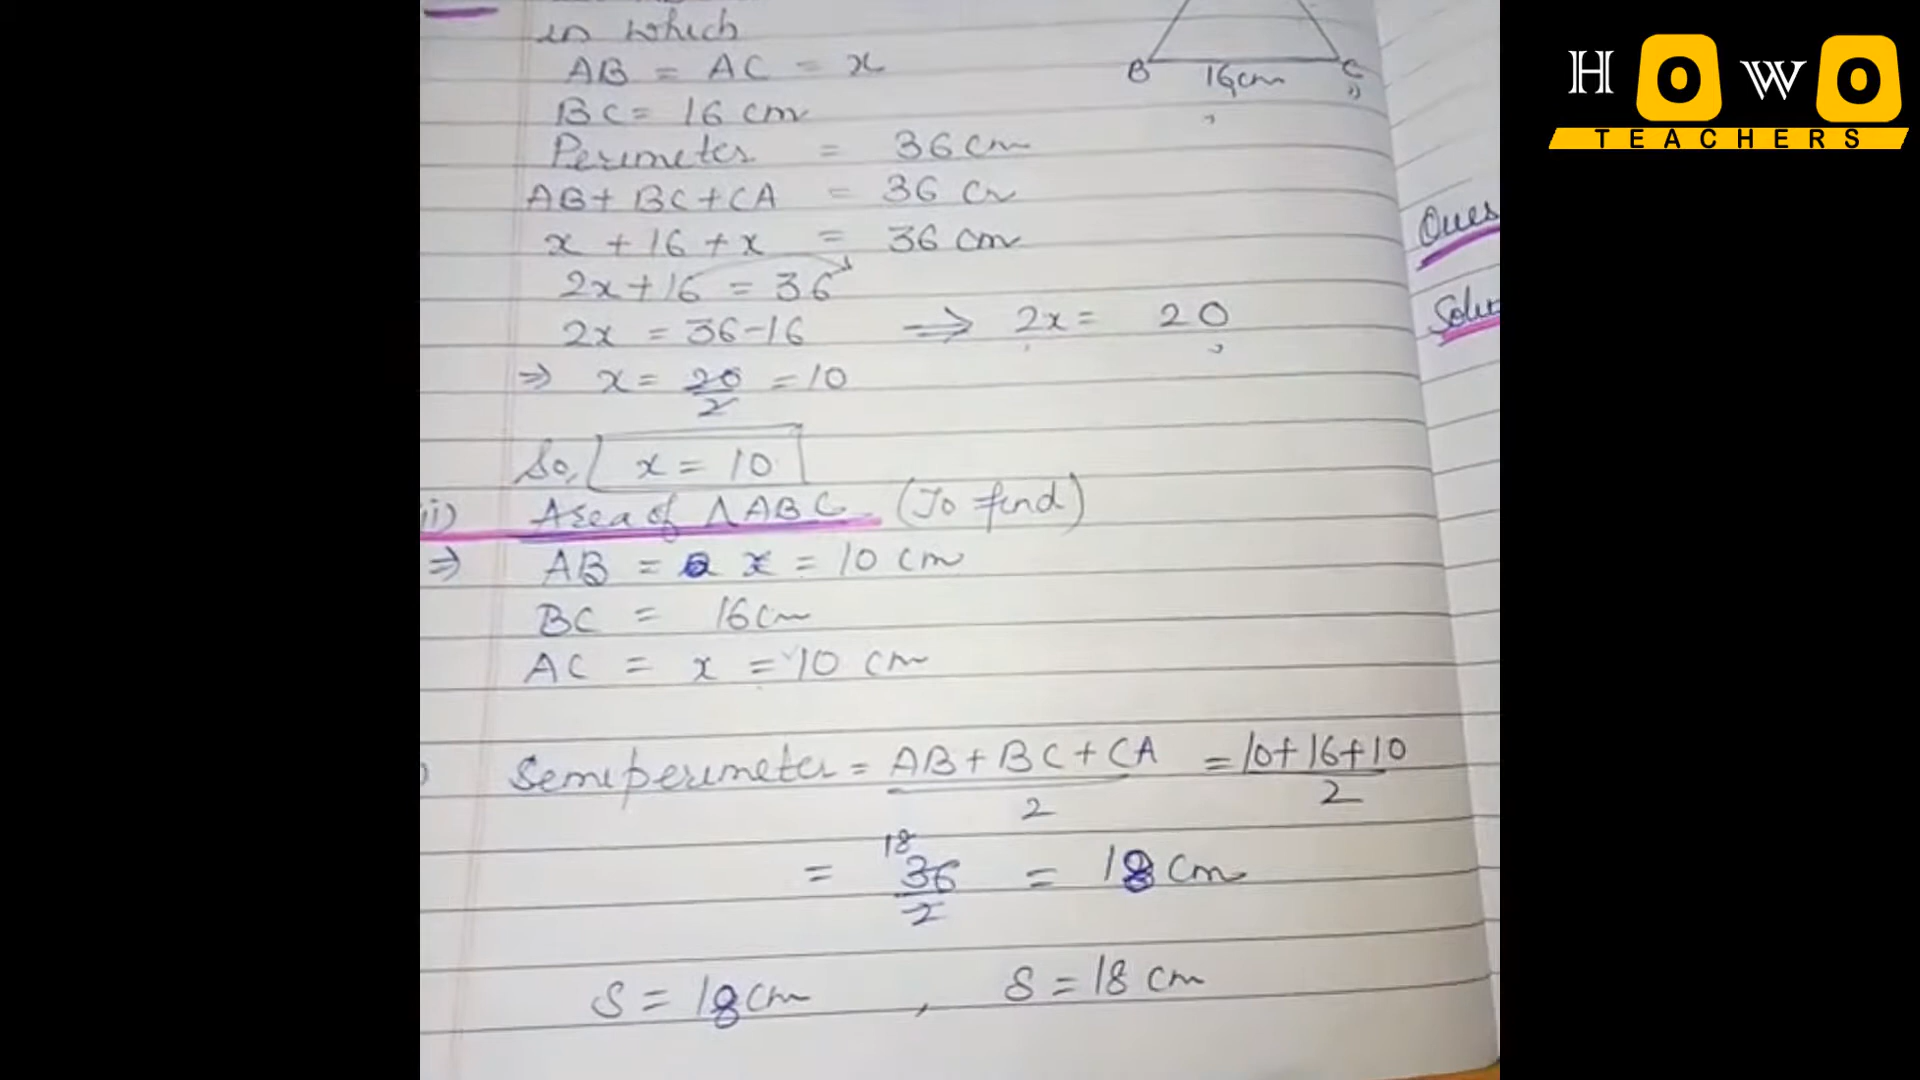 in which
AB = AC = x
BC = 16 cm
Perimeter = 36 cm
AB + BC + CA = 36 cm
x + 16 + x = 36 cm
2x + 16 = 36
2x = 36 - 16 ⇒ 2x = 20
⇒ x = 20/2 = 10
So, x = 10
ii) Area of △ABC (To find)
⇒ AB = x = 10 cm
BC = 16 cm
AC = x = 10 cm
Semiperimeter = AB + BC + CA / 2 = 10 + 16 + 10 / 2
= 18 36/2 = 18 cm
S = 18 cm , S = 18 cm
B 16cm C
HOWO
TEACHERS